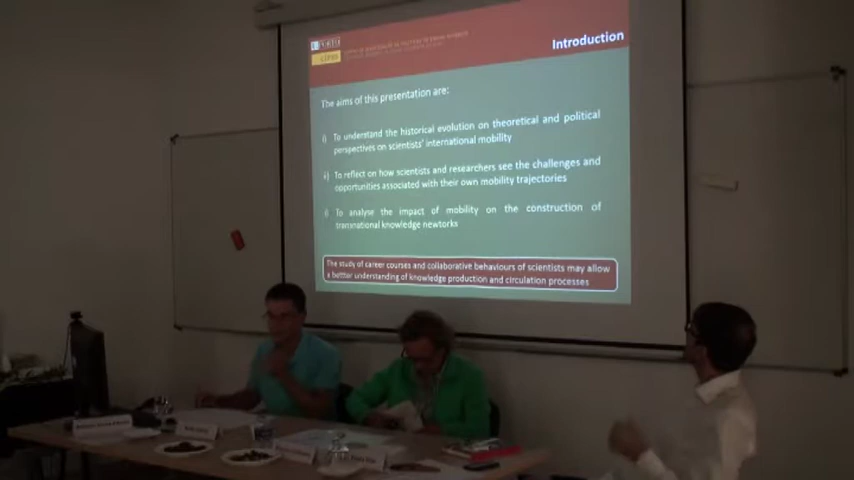 Introduction
The aims of this presentation are:
i) To understand the historical evolution on theoretical and political
perspectives on scientists' international mobility
ii) To reflect on how scientists and researchers see the challenges and
opportunities associated with their own mobility trajectories
To analyse the impact of mobility on the construction of
transnational knowledge newtorks
The study of career courses and collaborative behaviours of scientists may allow
a bettter understanding of knowledge production and circulation processes